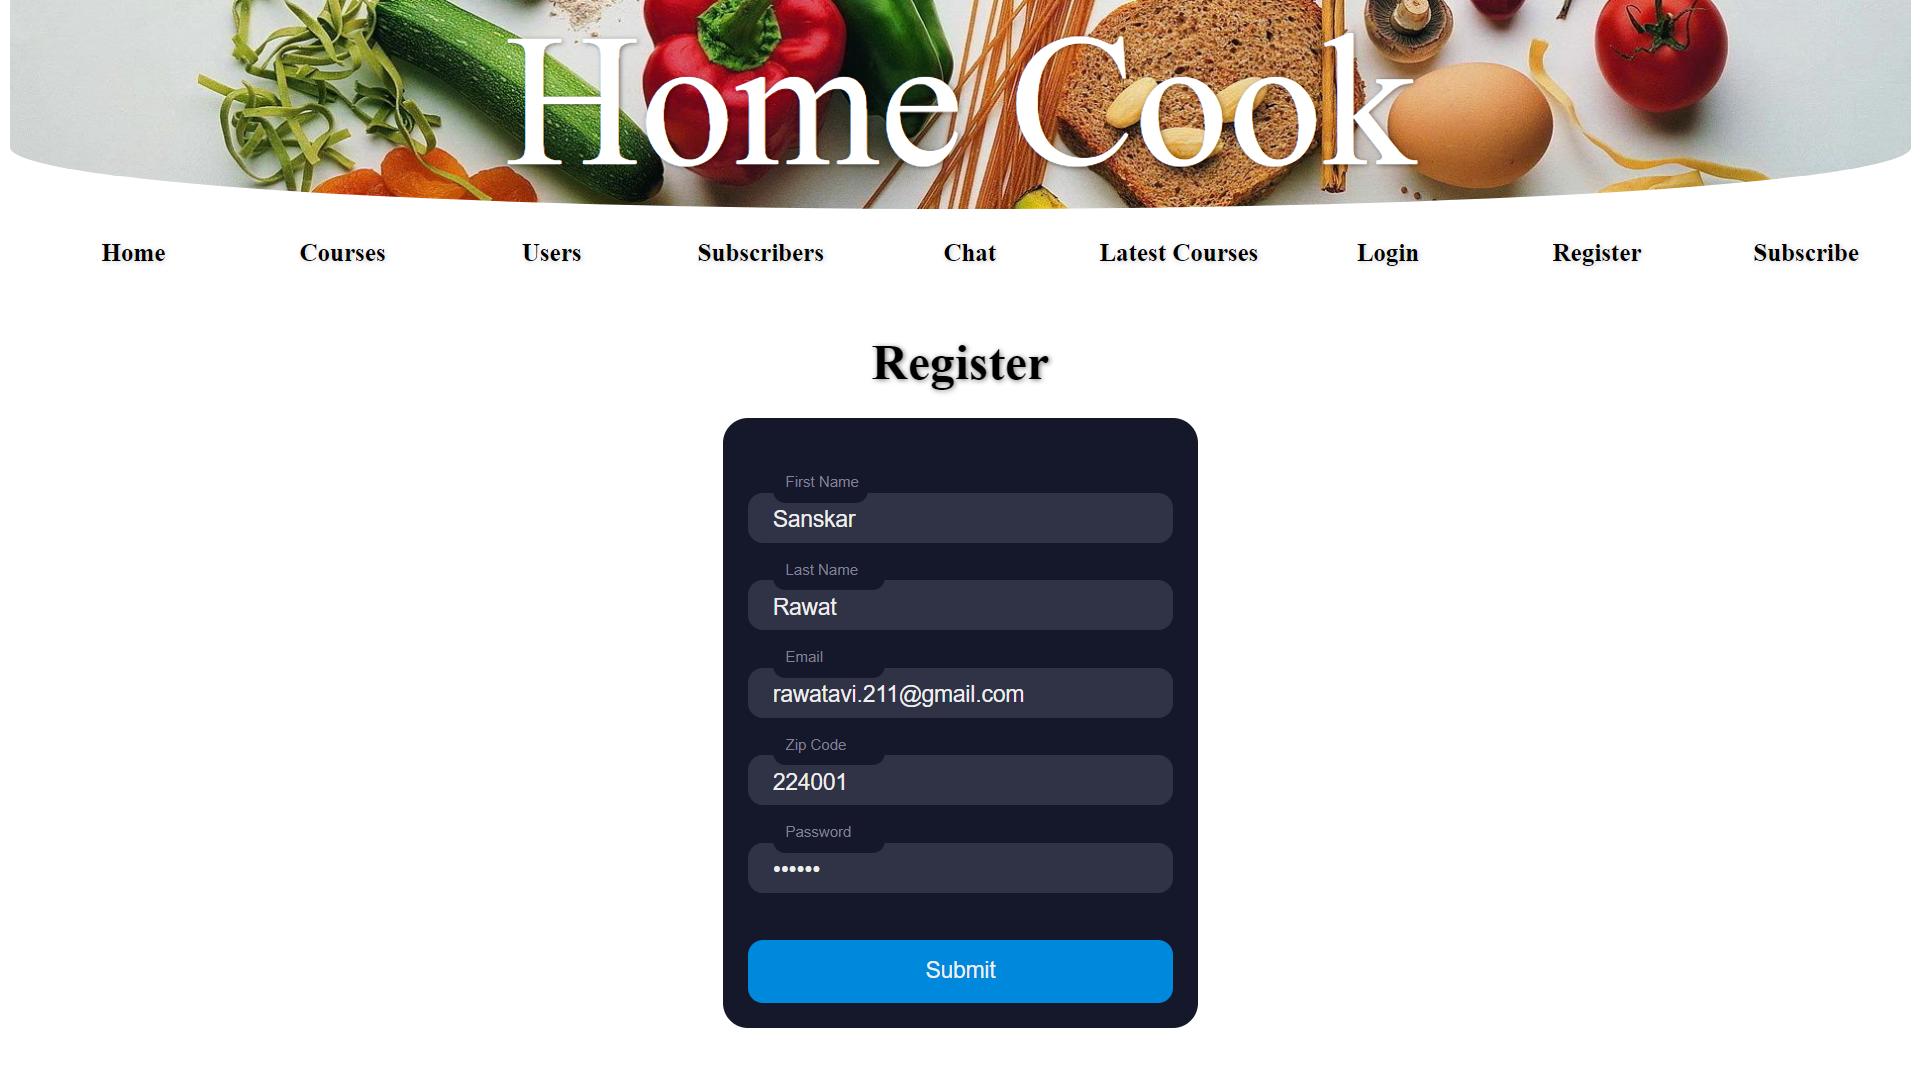 Home Cook
Home Courses Users Subscribers Chat Latest Courses Login Register Subscribe
Register
First Name
Sanskar
Last Name
Rawat
Email
rawatavi.211@gmail.com
Zip Code
224001
Password
••••••
Submit